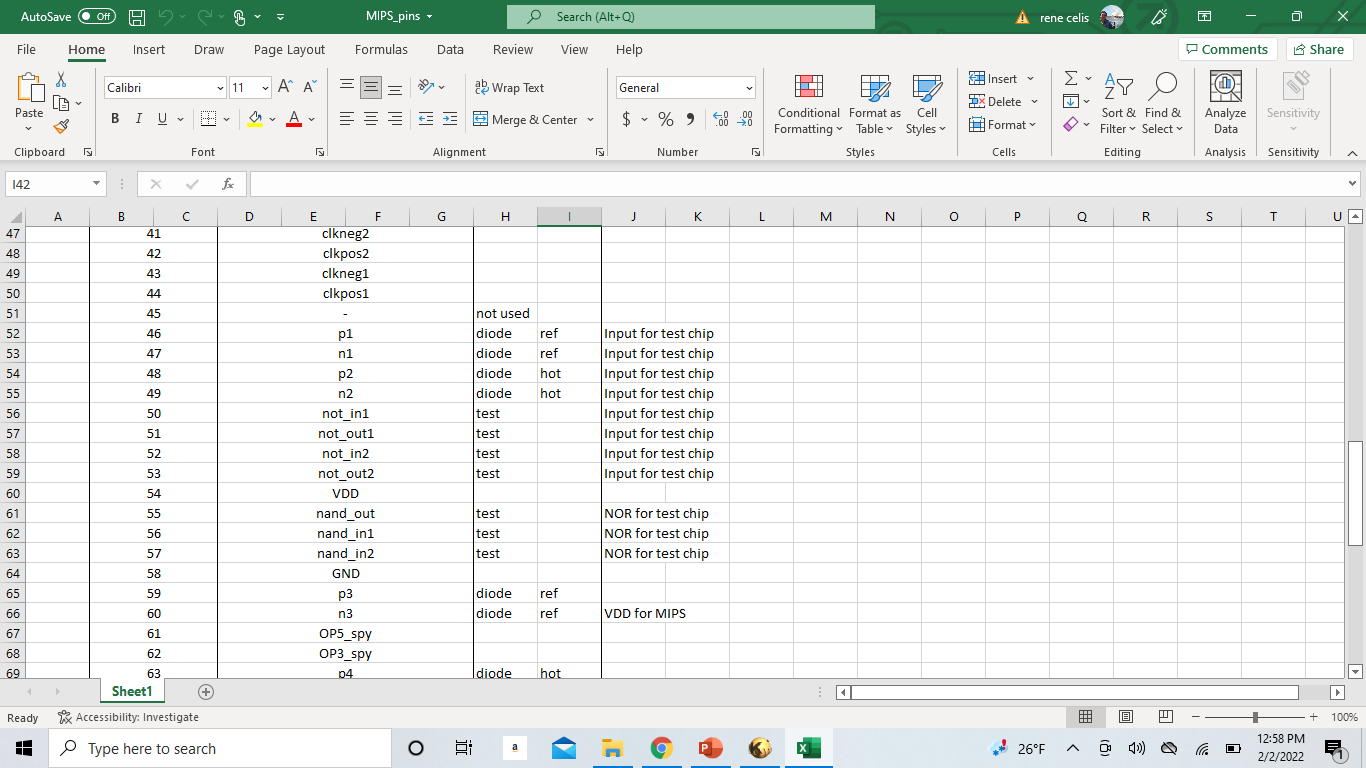 AutoSave Off MIPS_pins Search (Alt+Q) rene celis
File Home Insert Draw Page Layout Formulas Data Review View Help Comments Share
Paste Calibri 11 Wrap Text General Conditional Formatting Format as Table Cell Styles Insert Sort & Filter Find & Select Analyze Data Sensitivity
B I U Merge & Center $ % Delete
Format
Clipboard Font Alignment Number Styles Cells Editing Analysis Sensitivity
I42 fx
A B C D E F G H I J K L M N O P Q R S T U
47 41 clkneg2
48 42 clkpos2
49 43 clkneg1
50 44 clkpos1
51 45 - not used
52 46 p1 diode ref Input for test chip
53 47 n1 diode ref Input for test chip
54 48 p2 diode hot Input for test chip
55 49 n2 diode hot Input for test chip
56 50 not_in1 test Input for test chip
57 51 not_out1 test Input for test chip
58 52 not_in2 test Input for test chip
59 53 not_out2 test Input for test chip
60 54 VDD
61 55 nand_out test NOR for test chip
62 56 nand_in1 test NOR for test chip
63 57 nand_in2 test NOR for test chip
64 58 GND
65 59 p3 diode ref
66 60 n3 diode ref VDD for MIPS
67 61 OP5_spy
68 62 OP3_spy
69 63 p4 diode hot
Sheet1
Ready Accessibility: Investigate 100%
Type here to search a 26°F 12:58 PM
2/2/2022 1